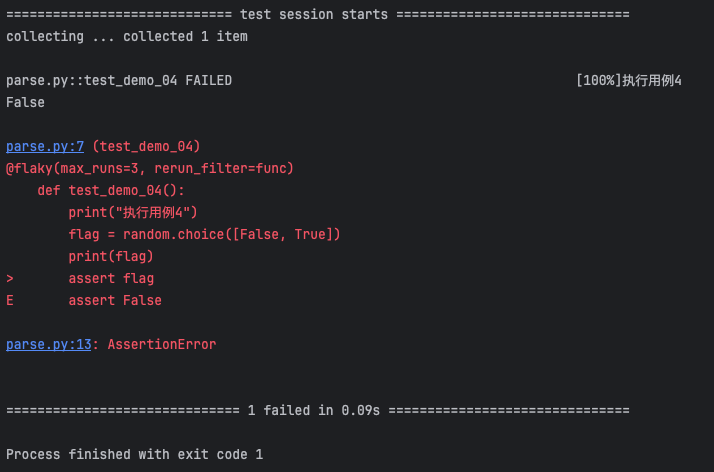 ============================= test session starts ==============================
collecting ... collected 1 item
parse.py::test_demo_04 FAILED                                            [100%]执行用例4
False
parse.py:7 (test_demo_04)
@flaky(max_runs=3, rerun_filter=func)
    def test_demo_04():
        print("执行用例4")
        flag = random.choice([False, True])
        print(flag)
>       assert flag
E       assert False
parse.py:13: AssertionError
============================== 1 failed in 0.09s ===============================
Process finished with exit code 1